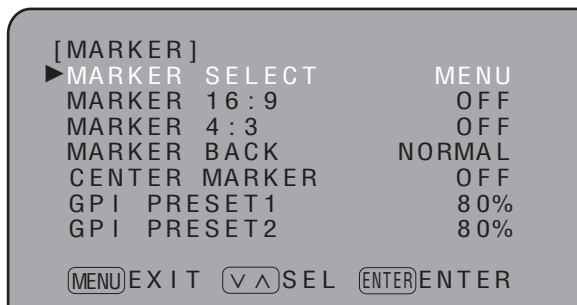 [MARKER]
▶MARKER SELECT MENU
MARKER 16:9 OFF
MARKER 4:3 OFF
MARKER BACK NORMAL
CENTER MARKER OFF
GPI PRESET1 80%
GPI PRESET2 80%
MENU EXIT ∨∧ SEL ENTER ENTER